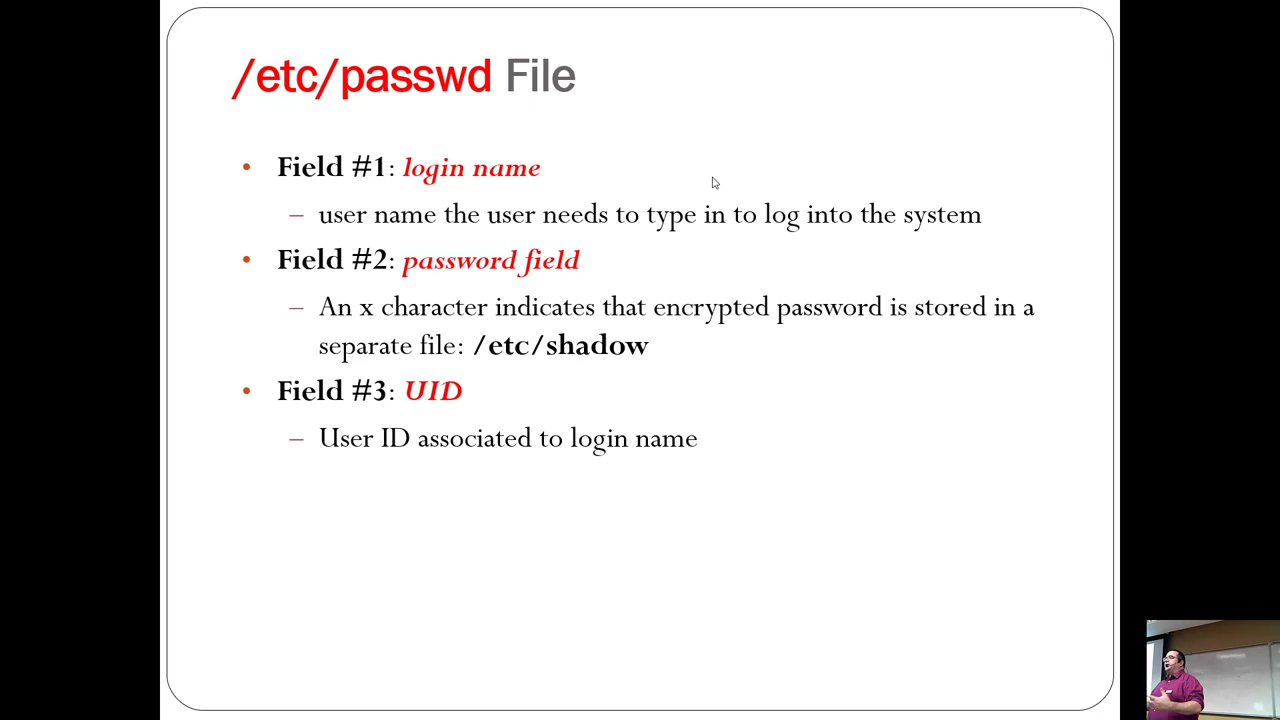 /etc/passwd File
• Field #1: login name
– user name the user needs to type in to log into the system
• Field #2: password field
– An x character indicates that encrypted password is stored in a
separate file: /etc/shadow
• Field #3: UID
– User ID associated to login name